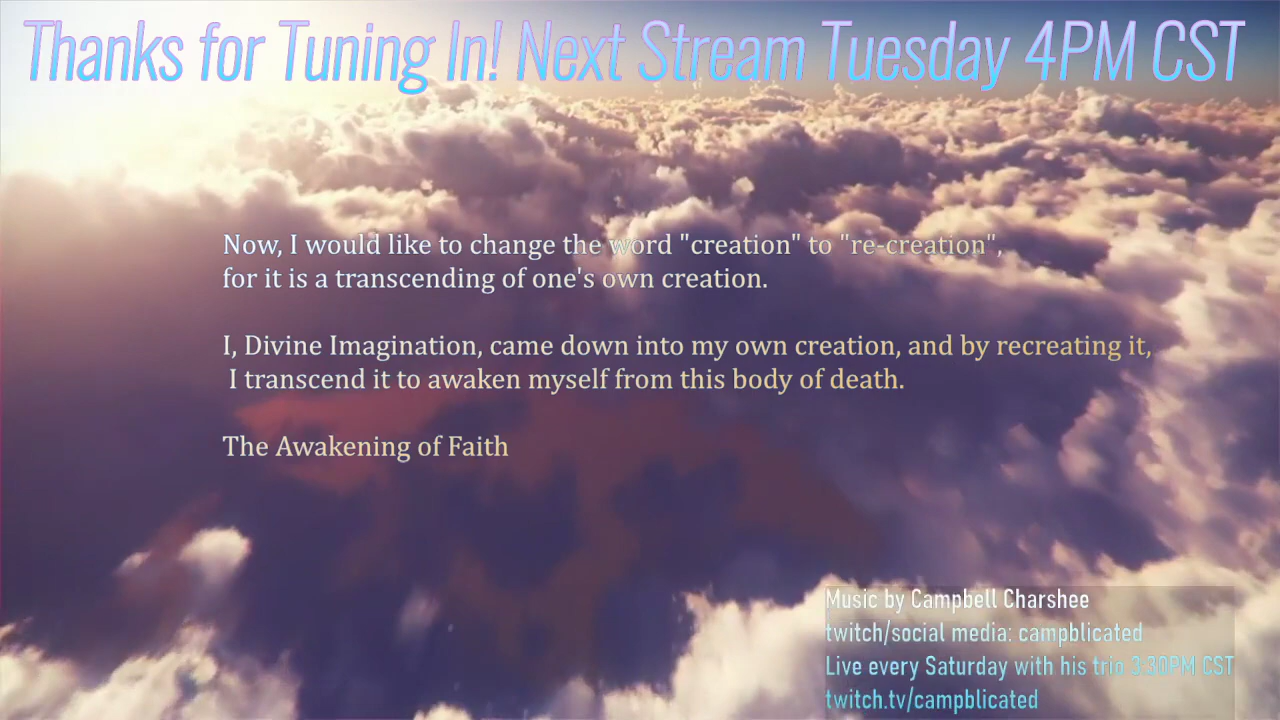 Thanks for Tuning In! Next Stream Tuesday 4PM CST
Now, I would like to change the word "creation" to "re-creation",
for it is a transcending of one's own creation.
I, Divine Imagination, came down into my own creation, and by recreating it,
I transcend it to awaken myself from this body of death.
The Awakening of Faith
Music by Campbell Charshee
twitch/social media: campblicated
Live every Saturday with his trio 3:30PM CST
twitch.tv/campblicated